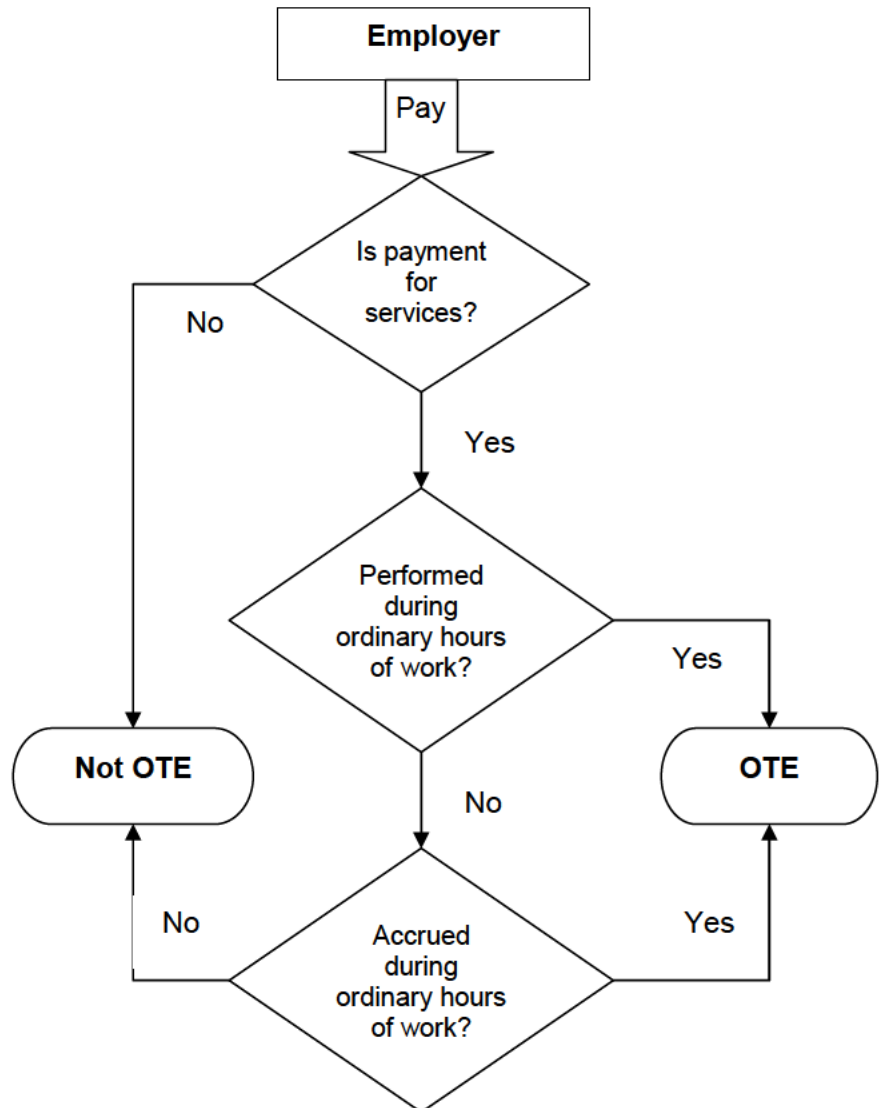 Employer
Pay
Is payment
for
services?
No
Yes
Performed
during
ordinary hours
of work?
Yes
Not OTE
OTE
No
No
Yes
Accrued
during
ordinary hours
of work?